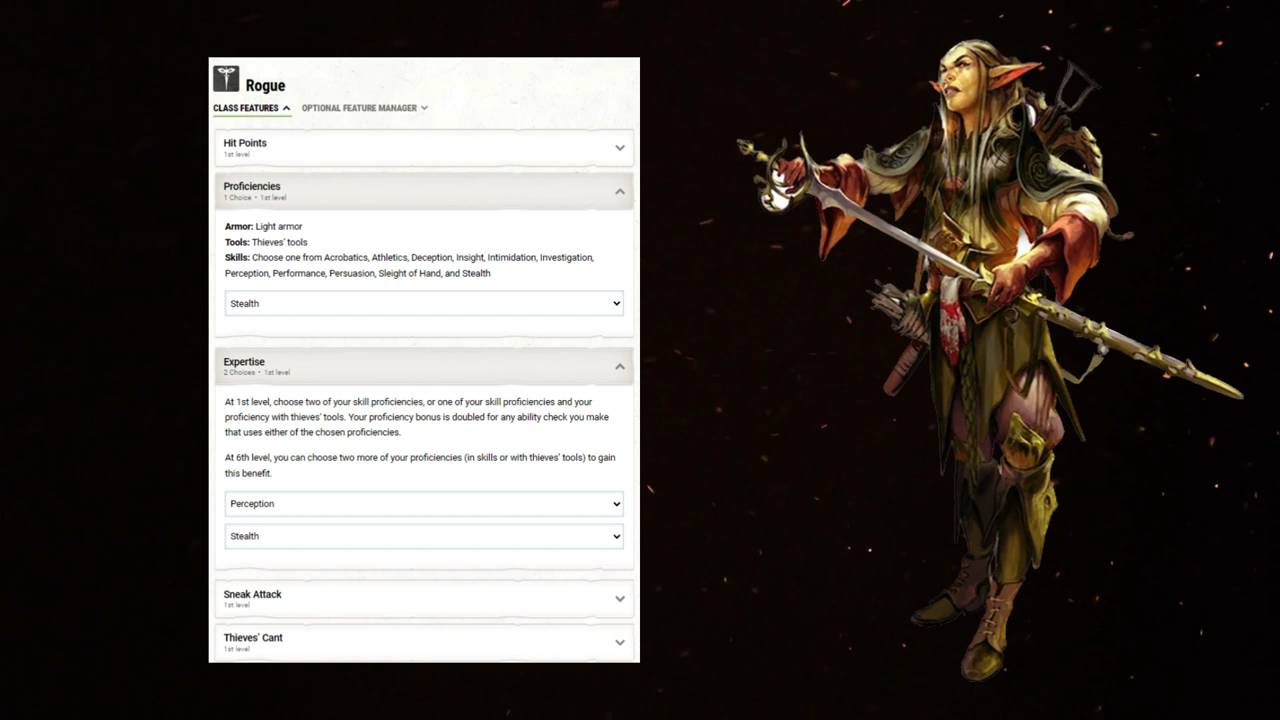 Rogue
CLASS FEATURES OPTIONAL FEATURE MANAGER
Hit Points
1st level
Proficiencies
1 Choice • 1st level
Armor: Light armor
Tools: Thieves' tools
Skills: Choose one from Acrobatics, Athletics, Deception, Insight, Intimidation, Investigation,
Perception, Performance, Persuasion, Sleight of Hand, and Stealth
Stealth
Expertise
2 Choices • 1st level
At 1st level, choose two of your skill proficiencies, or one of your skill proficiencies and your
proficiency with thieves' tools. Your proficiency bonus is doubled for any ability check you make
that uses either of the chosen proficiencies.
At 6th level, you can choose two more of your proficiencies (in skills or with thieves' tools) to gain
this benefit.
Perception
Stealth
Sneak Attack
1st level
Thieves' Cant
1st level